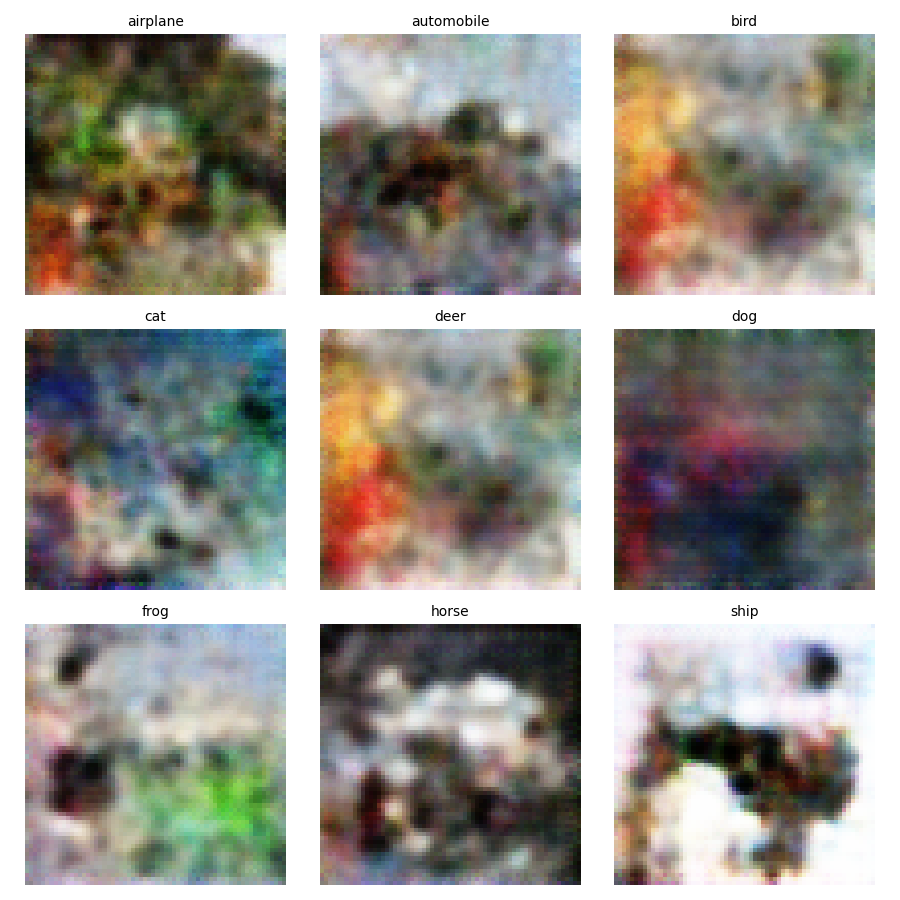 airplane
automobile
bird
cat
deer
dog
frog
horse
ship